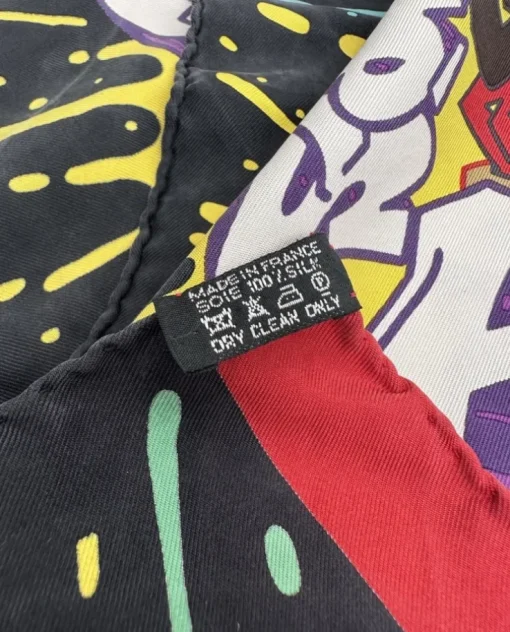 MADE IN FRANCE
SOIE 100% SILK
DRY CLEAN ONLY